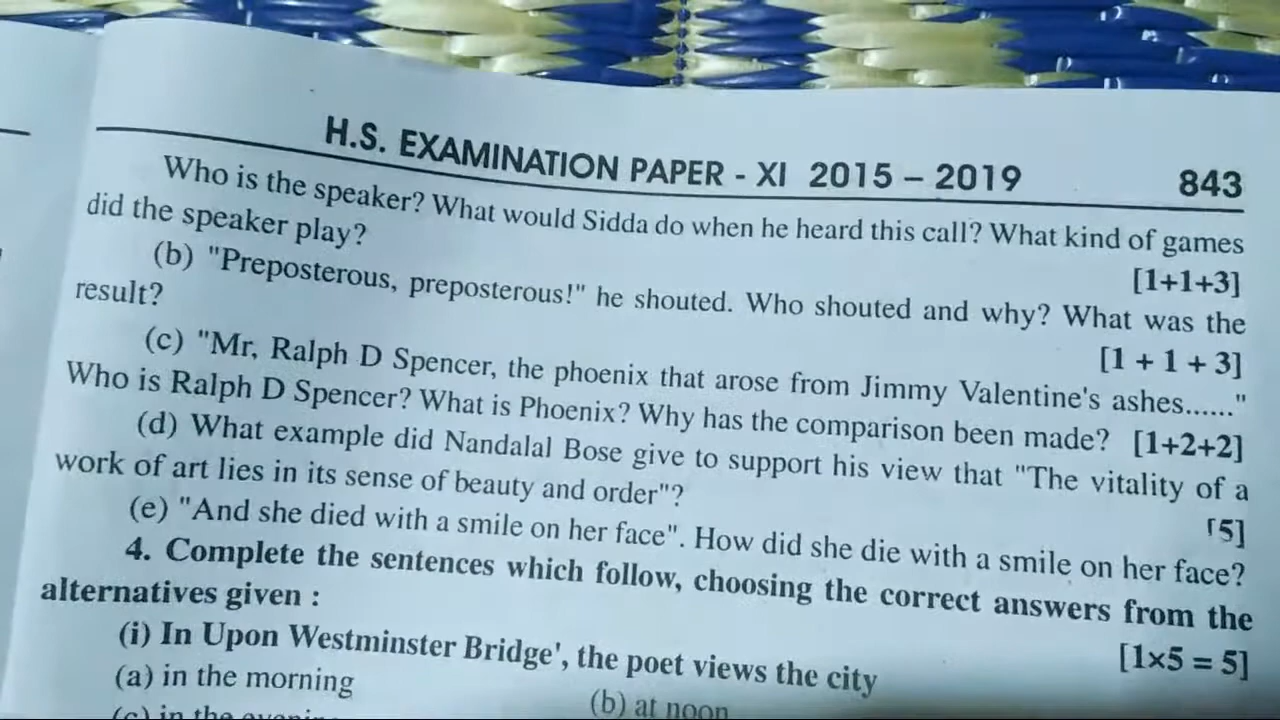 H.S. EXAMINATION PAPER - XI 2015 – 2019 843
Who is the speaker? What would Sidda do when he heard this call? What kind of games
did the speaker play? [1+1+3]
(b) "Preposterous, preposterous!" he shouted. Who shouted and why? What was the
result? [1 + 1 + 3]
(c) "Mr, Ralph D Spencer, the phoenix that arose from Jimmy Valentine's ashes......"
Who is Ralph D Spencer? What is Phoenix? Why has the comparison been made? [1+2+2]
(d) What example did Nandalal Bose give to support his view that "The vitality of a
work of art lies in its sense of beauty and order"? [5]
(e) "And she died with a smile on her face". How did she die with a smile on her face?
4. Complete the sentences which follow, choosing the correct answers from the
alternatives given : [1×5 = 5]
(i) In Upon Westminster Bridge', the poet views the city
(a) in the morning (b) at noon
(c) in the